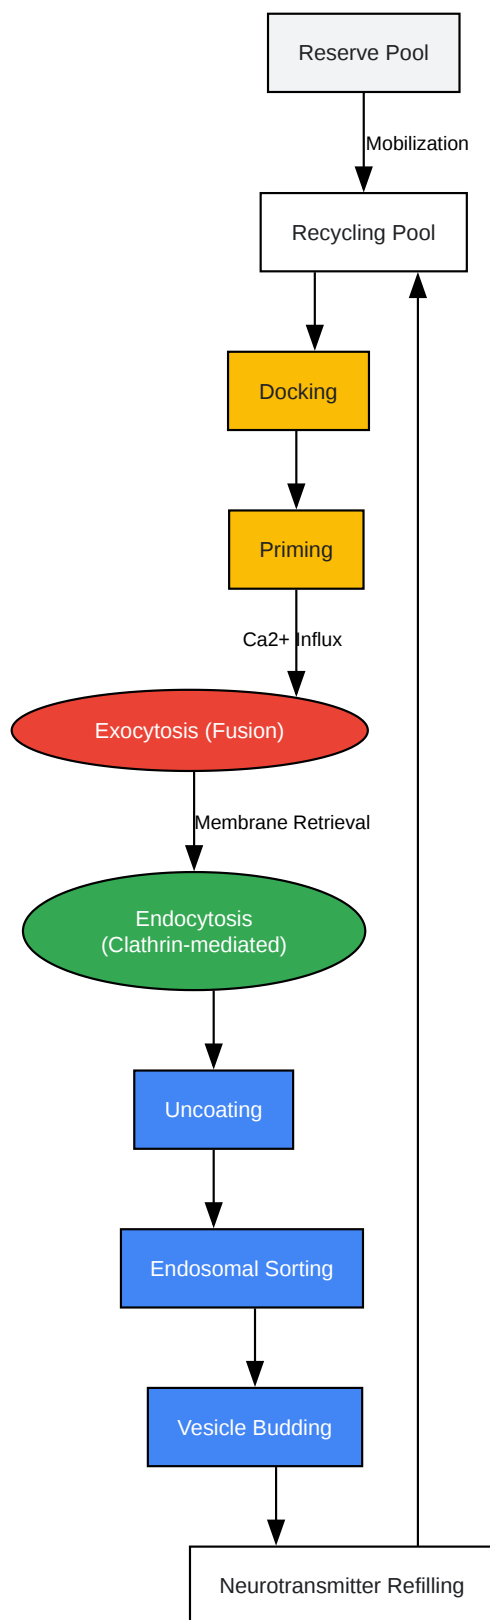 Reserve Pool
Mobilization
Recycling Pool
Docking
Priming
Ca2+ Influx
Exocytosis (Fusion)
Membrane Retrieval
Endocytosis
(Clathrin-mediated)
Uncoating
Endosomal Sorting
Vesicle Budding
Neurotransmitter Refilling